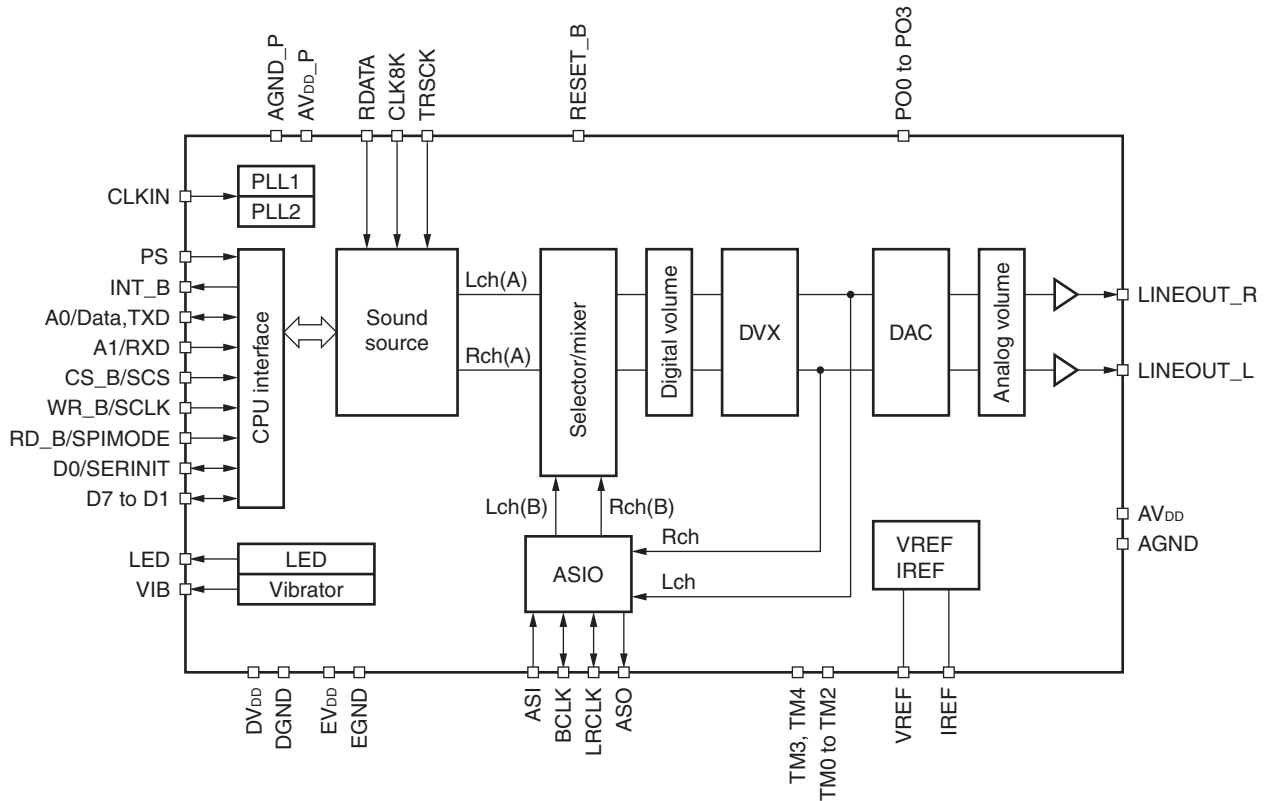 AGND_P
AVDD_P
RDATA
CLK8K
TRSCK
RESET_B
PO0 to PO3
CLKIN
PLL1
PLL2
PS
INT_B
A0/Data,TXD
A1/RXD
CS_B/SCS
WR_B/SCLK
RD_B/SPIMODE
D0/SERINIT
D7 to D1
CPU interface
Sound
source
Lch(A)
Rch(A)
Selector/mixer
Digital volume
DVX
DAC
Analog volume
LINEOUT_R
LINEOUT_L
Lch(B)
Rch(B)
Rch
Lch
ASIO
VREF
IREF
AVDD
AGND
LED
VIB
LED
Vibrator
DVDD
DGND
EVDD
EGND
ASI
BCLK
LRCLK
ASO
TM3, TM4
TM0 to TM2
VREF
IREF